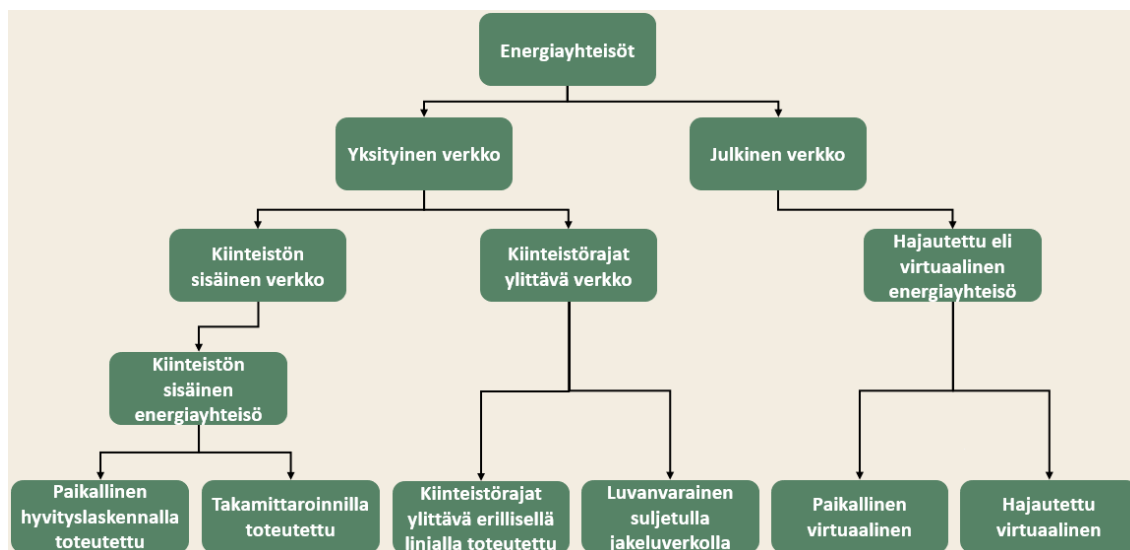 Energiayhteisöt
Yksityinen verkko
Julkinen verkko
Kiinteistön
sisäinen verkko
Kiinteistörajat
ylittävä verkko
Hajautettu eli
virtuaalinen
energiayhteisö
Kiinteistön
sisäinen
energiayhteisö
Paikallinen
hyvityslaskennalla
toteutettu
Takamittaroinnilla
toteutettu
Kiinteistörajat
ylittävä erillisellä
linjalla toteutettu
Luvanvarainen
suljetulla
jakeluverkolla
Paikallinen
virtuaalinen
Hajautettu
virtuaalinen